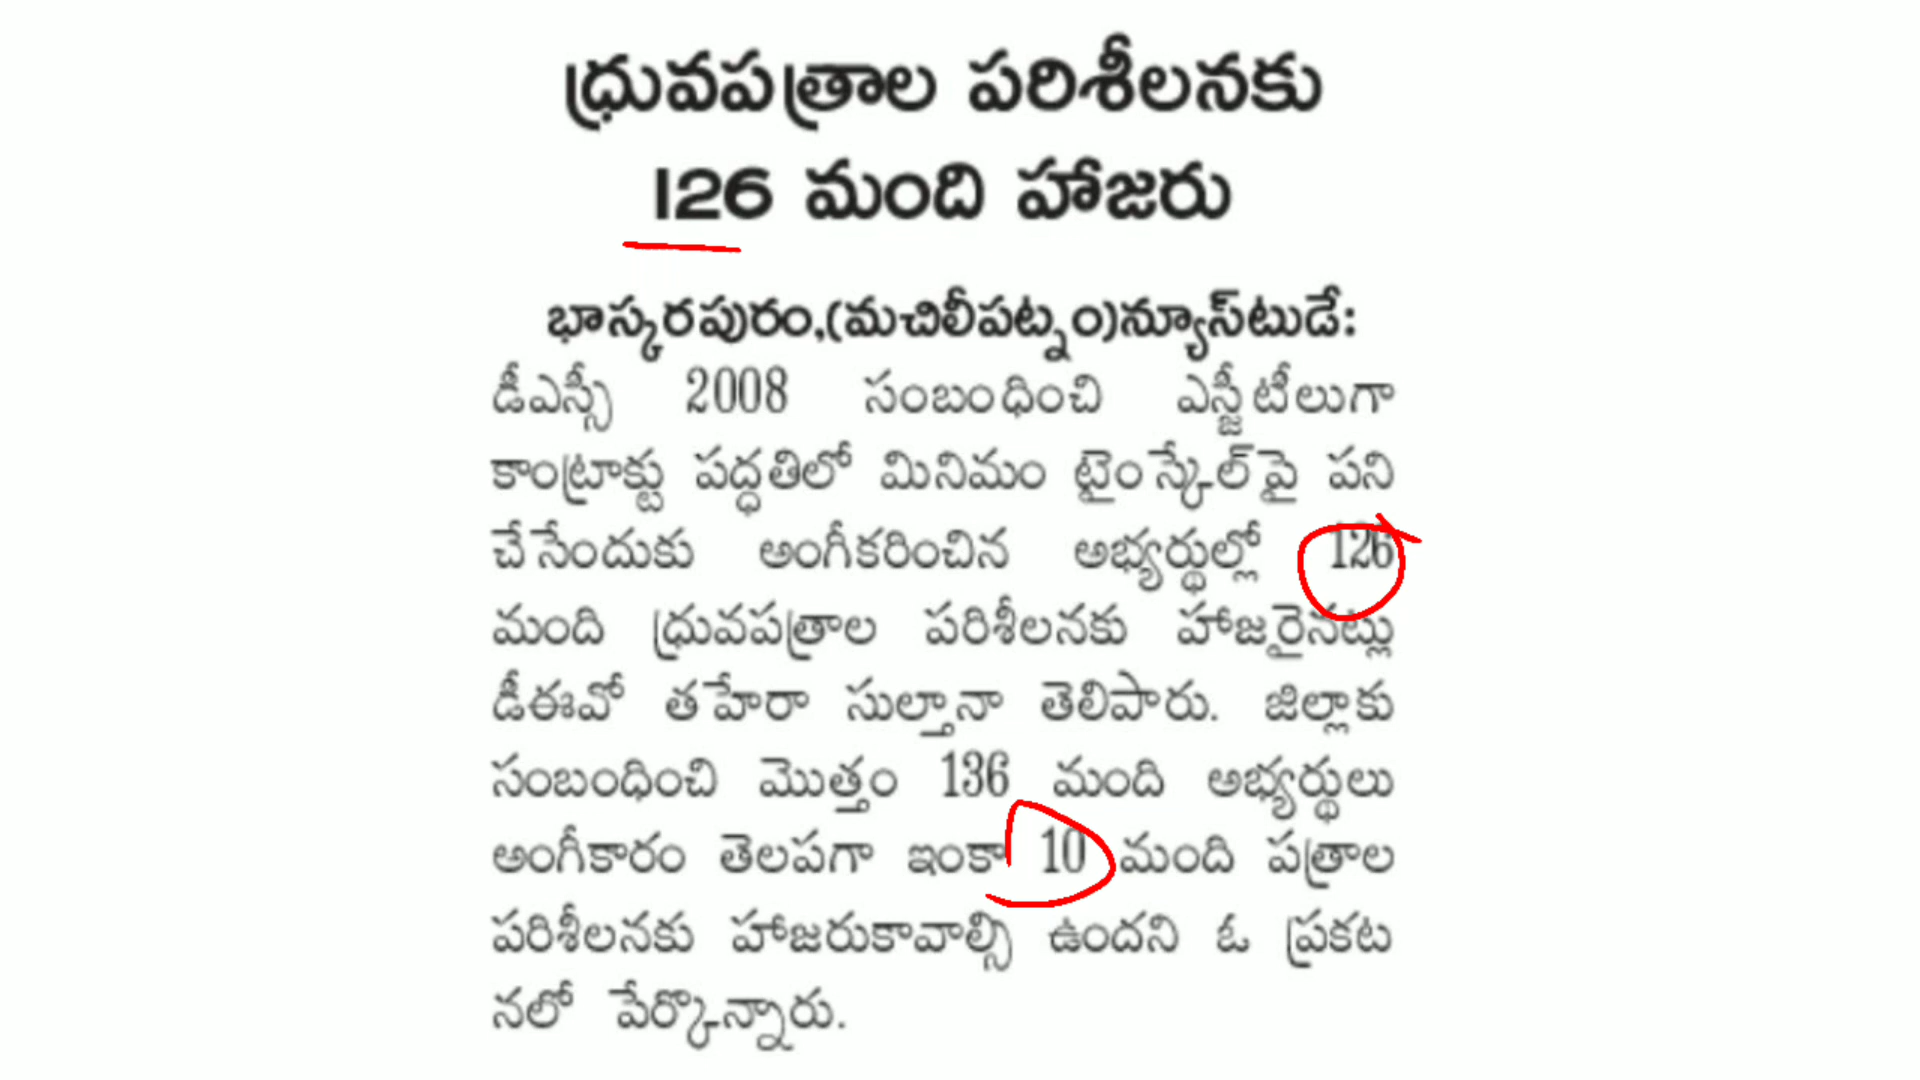 ధ్రువపత్రాల పరిశీలనకు
126 మంది హాజరు
భాస్కరపురం,(మచిలీపట్నం)న్యూస్‌టుడే:
డీఎస్సీ 2008 సంబంధించి ఎస్జీటీలుగా
కాంట్రాక్టు పద్ధతిలో మినిమం టైంస్కేల్‌పై పని
చేసేందుకు అంగీకరించిన అభ్యర్థుల్లో 126
మంది ధ్రువపత్రాల పరిశీలనకు హాజరైనట్లు
డీఈవో తహేరా సుల్తానా తెలిపారు. జిల్లాకు
సంబంధించి మొత్తం 136 మంది అభ్యర్థులు
అంగీకారం తెలపగా ఇంకా 10 మంది పత్రాల
పరిశీలనకు హాజరుకావాల్సి ఉందని ఓ ప్రకట
నలో పేర్కొన్నారు.